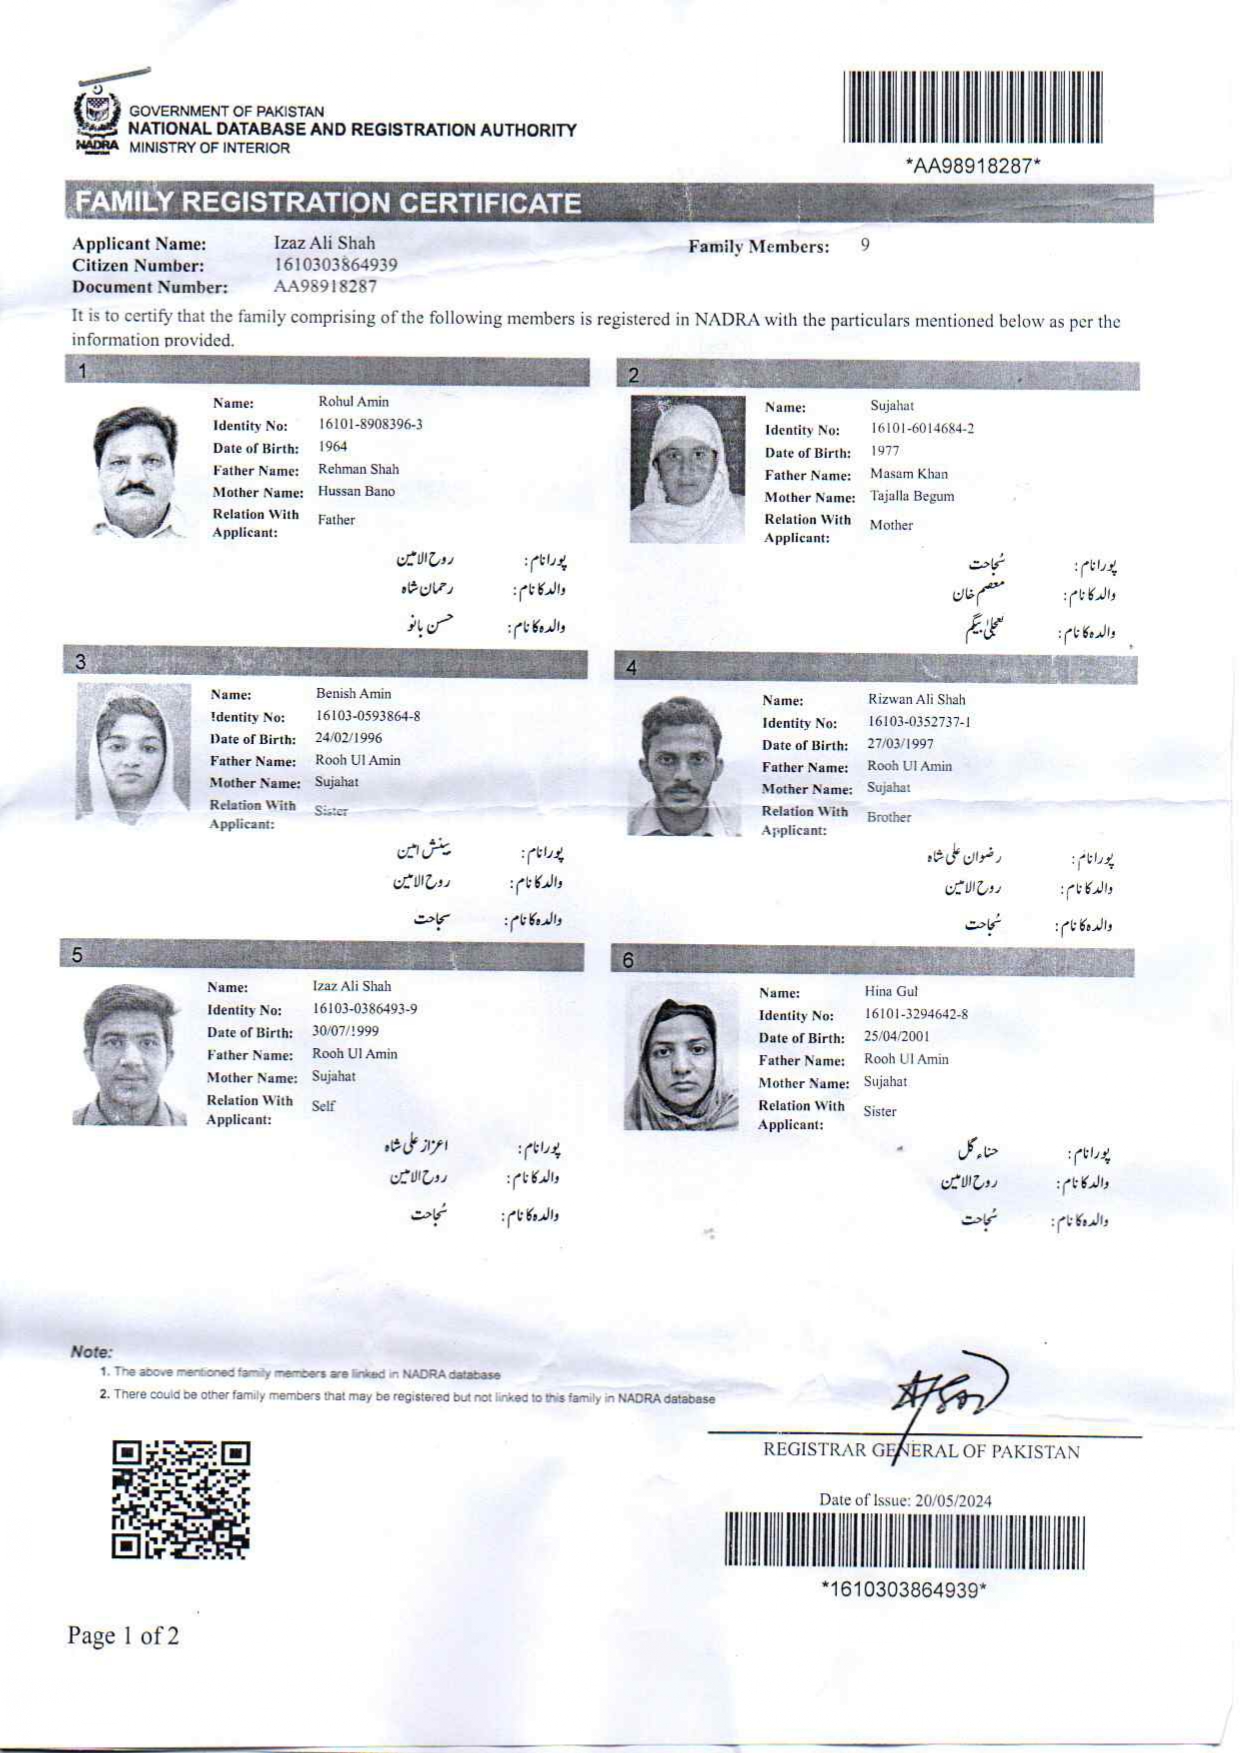 GOVERNMENT OF PAKISTAN
NATIONAL DATABASE AND REGISTRATION AUTHORITY
NADRA MINISTRY OF INTERIOR
*AA98918287*
FAMILY REGISTRATION CERTIFICATE
Applicant Name: Izaz Ali Shah
Family Members: 9
Citizen Number: 1610303864939
Document Number: AA98918287
It is to certify that the family comprising of the following members is registered in NADRA with the particulars mentioned below as per the
information provided.
1
Name: Rohul Amin
Identity No: 16101-8908396-3
Date of Birth: 1964
Father Name: Rehman Shah
Mother Name: Hussan Bano
Relation With
Applicant: Father
پورا نام: روح الامین
والد کا نام: رحمان شاہ
والدہ کا نام: حسن بانو
2
Name: Sujahat
Identity No: 16101-6014684-2
Date of Birth: 1977
Father Name: Masam Khan
Mother Name: Tajalla Begum
Relation With
Applicant: Mother
پورا نام: سُجاحت
والد کا نام: معصم خان
والدہ کا نام: تجلیٰ بیگم
3
Name: Benish Amin
Identity No: 16103-0593864-8
Date of Birth: 24/02/1996
Father Name: Rooh Ul Amin
Mother Name: Sujahat
Relation With
Applicant: Sister
پورا نام: بینش امین
والد کا نام: روح الامین
والدہ کا نام: سجاحت
4
Name: Rizwan Ali Shah
Identity No: 16103-0352737-1
Date of Birth: 27/03/1997
Father Name: Rooh Ul Amin
Mother Name: Sujahat
Relation With
Applicant: Brother
پورا نام: رضوان علی شاہ
والد کا نام: روح الامین
والدہ کا نام: سُجاحت
5
Name: Izaz Ali Shah
Identity No: 16103-0386493-9
Date of Birth: 30/07/1999
Father Name: Rooh Ul Amin
Mother Name: Sujahat
Relation With
Applicant: Self
پورا نام: اعزاز علی شاہ
والد کا نام: روح الامین
والدہ کا نام: سُجاحت
6
Name: Hina Gul
Identity No: 16101-3294642-8
Date of Birth: 25/04/2001
Father Name: Rooh Ul Amin
Mother Name: Sujahat
Relation With
Applicant: Sister
پورا نام: حناء گل
والد کا نام: روح الامین
والدہ کا نام: سُجاحت
Note:
1. The above mentioned family members are linked in NADRA database
2. There could be other family members that may be registered but not linked to this family in NADRA database
REGISTRAR GENERAL OF PAKISTAN
Date of Issue: 20/05/2024
*1610303864939*
Page 1 of 2